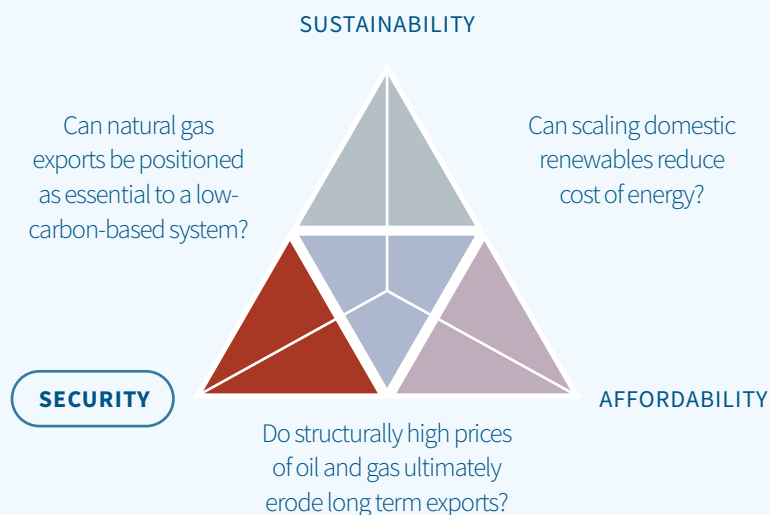 SUSTAINABILITY
Can natural gas
exports be positioned
as essential to a low-
carbon-based system?
Can scaling domestic
renewables reduce
cost of energy?
SECURITY
AFFORDABILITY
Do structurally high prices
of oil and gas ultimately
erode long term exports?